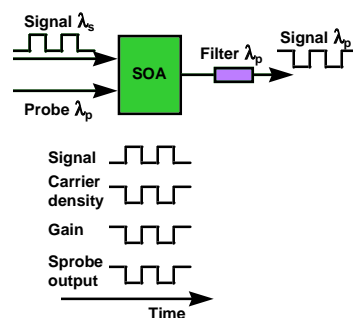 Signal λs
Signal λp
Filter λp
SOA
Probe λp
Signal
Carrier
density
Gain
Sprobe
output
Time